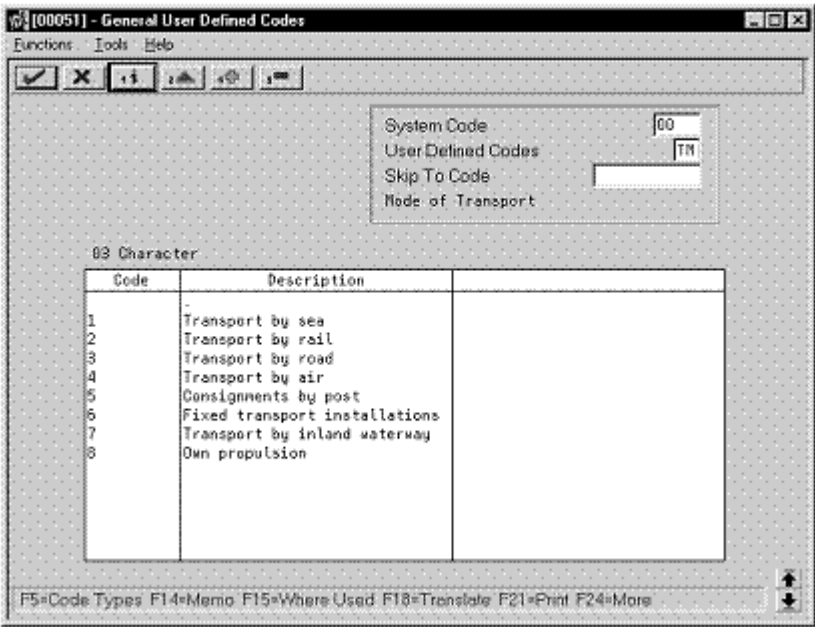 [00051] - General User Defined Codes
Functions Tools Help
System Code 00
User Defined Codes TM
Skip To Code
Mode of Transport
03 Character
Code Description
.
1 Transport by sea
2 Transport by rail
3 Transport by road
4 Transport by air
5 Consignments by post
6 Fixed transport installations
7 Transport by inland waterway
8 Own propulsion
F5=Code Types F14=Memo F15=Where Used F18=Translate F21=Print F24=More